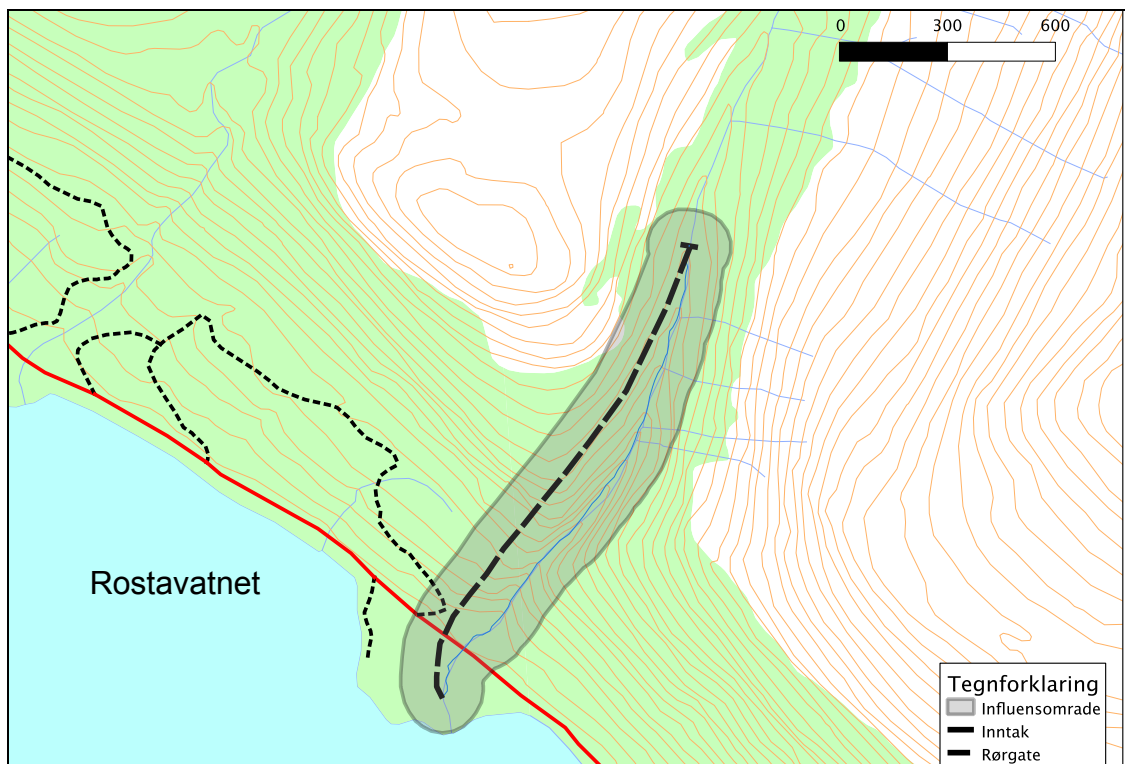 0 300 600
Rostavatnet
Tegnforklaring
Influensomrade
Inntak
Rørgate